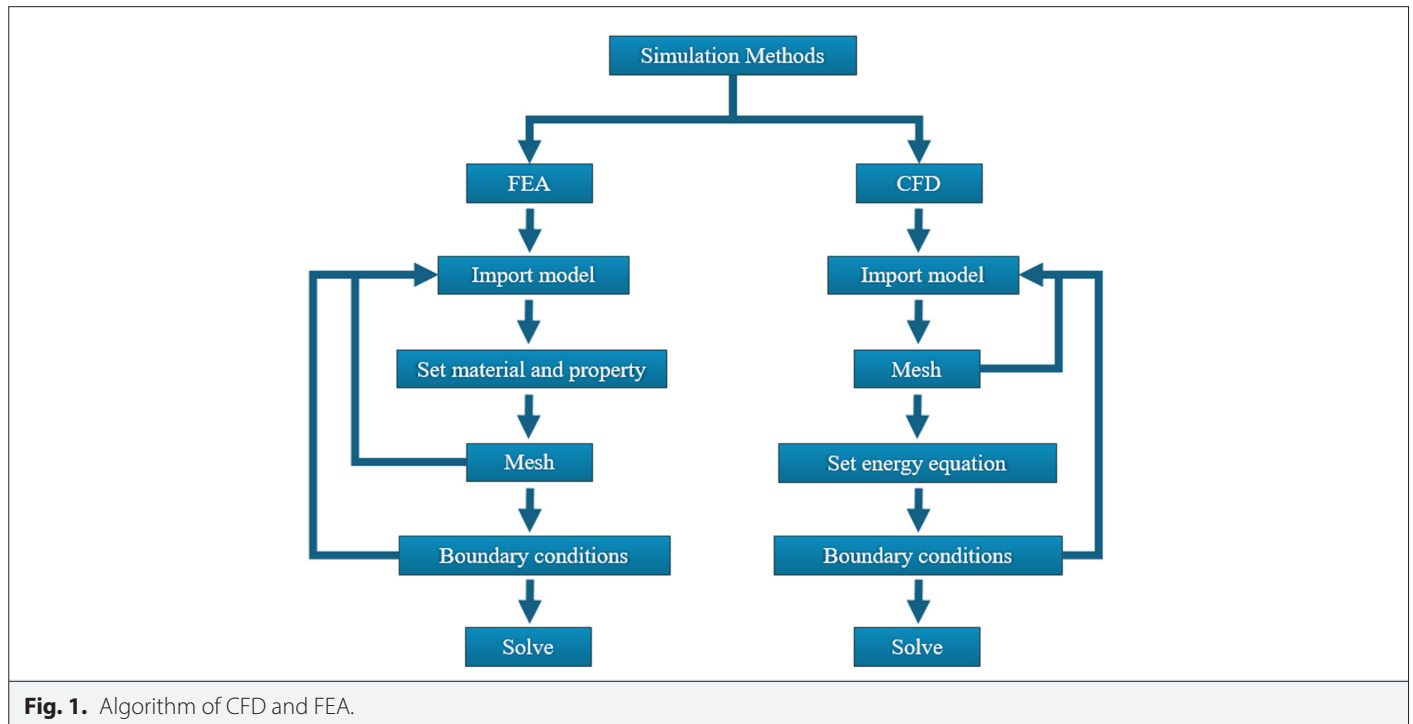 Simulation Methods
FEA
CFD
Import model
Import model
Set material and property
Mesh
Mesh
Set energy equation
Boundary conditions
Boundary conditions
Solve
Solve
Fig. 1. Algorithm of CFD and FEA.